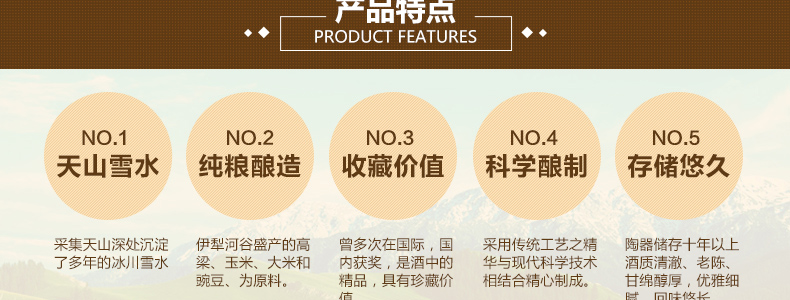 产品特点
PRODUCT FEATURES
NO.1
天山雪水
采集天山深处沉淀
了多年的冰川雪水
NO.2
纯粮酿造
伊犁河谷盛产的高
粱、玉米、大米和
豌豆、为原料。
NO.3
收藏价值
曾多次在国际，国
内获奖，是酒中的
精品，具有珍藏价
值
NO.4
科学酿制
采用传统工艺之精
华与现代科学技术
相结合精心制成。
NO.5
存储悠久
陶器储存十年以上
酒质清澈、老陈、
甘绵醇厚，优雅细
腻、回味悠长